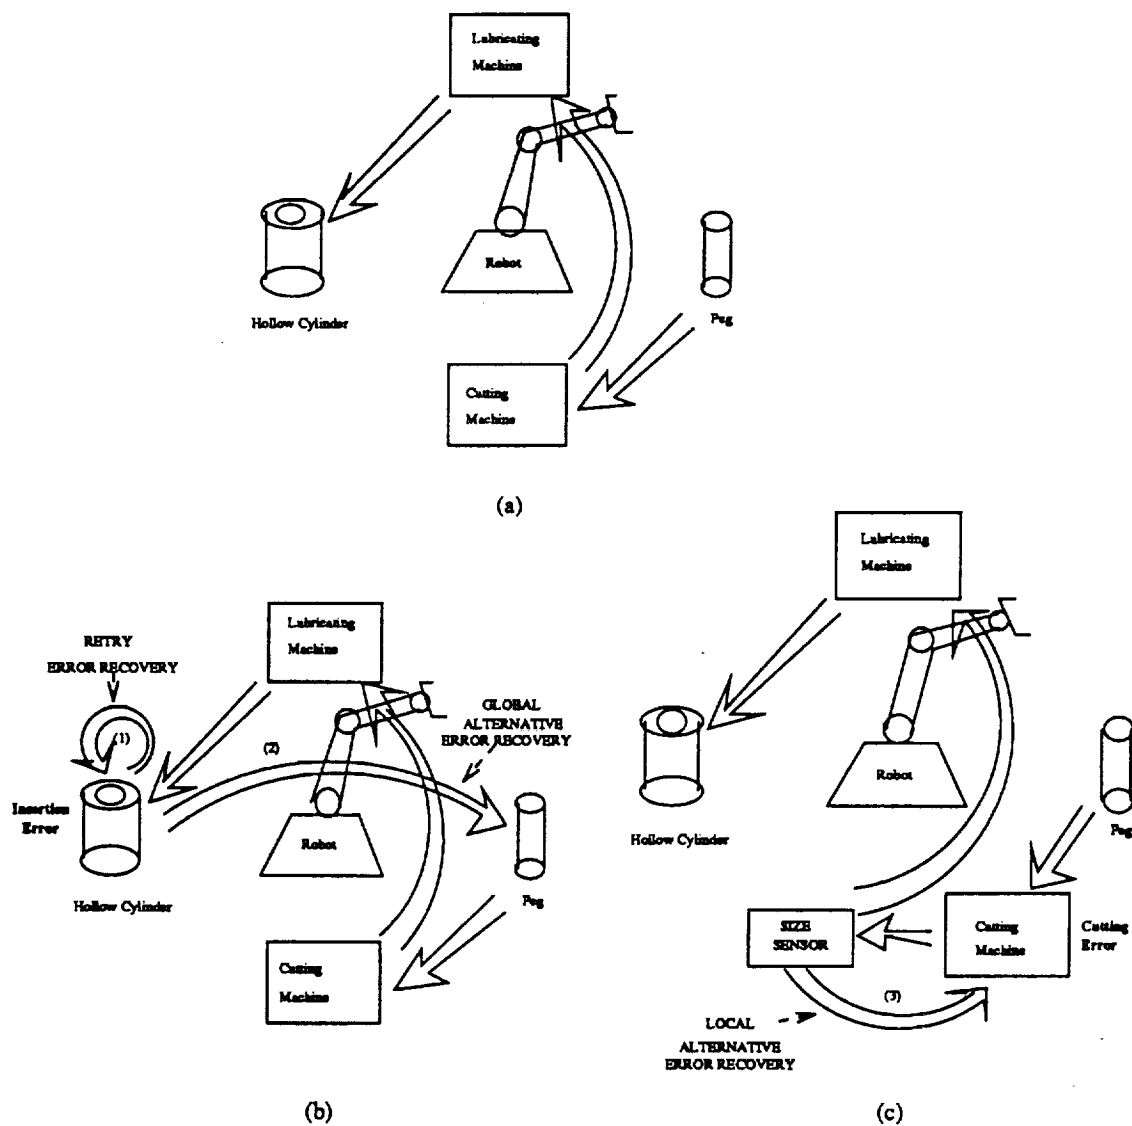 Lubricating
Machine
Robot
Hollow Cylinder
Peg
Cutting
Machine
(a)
Lubricating
Machine
RETRY
ERROR RECOVERY
(1)
(2)
GLOBAL
ALTERNATIVE
ERROR RECOVERY
Insertion
Error
Robot
Hollow Cylinder
Peg
Cutting
Machine
(b)
Lubricating
Machine
Robot
Hollow Cylinder
Peg
SIZE
SENSOR
Cutting
Machine
Cutting
Error
(3)
LOCAL
ALTERNATIVE
ERROR RECOVERY
(c)